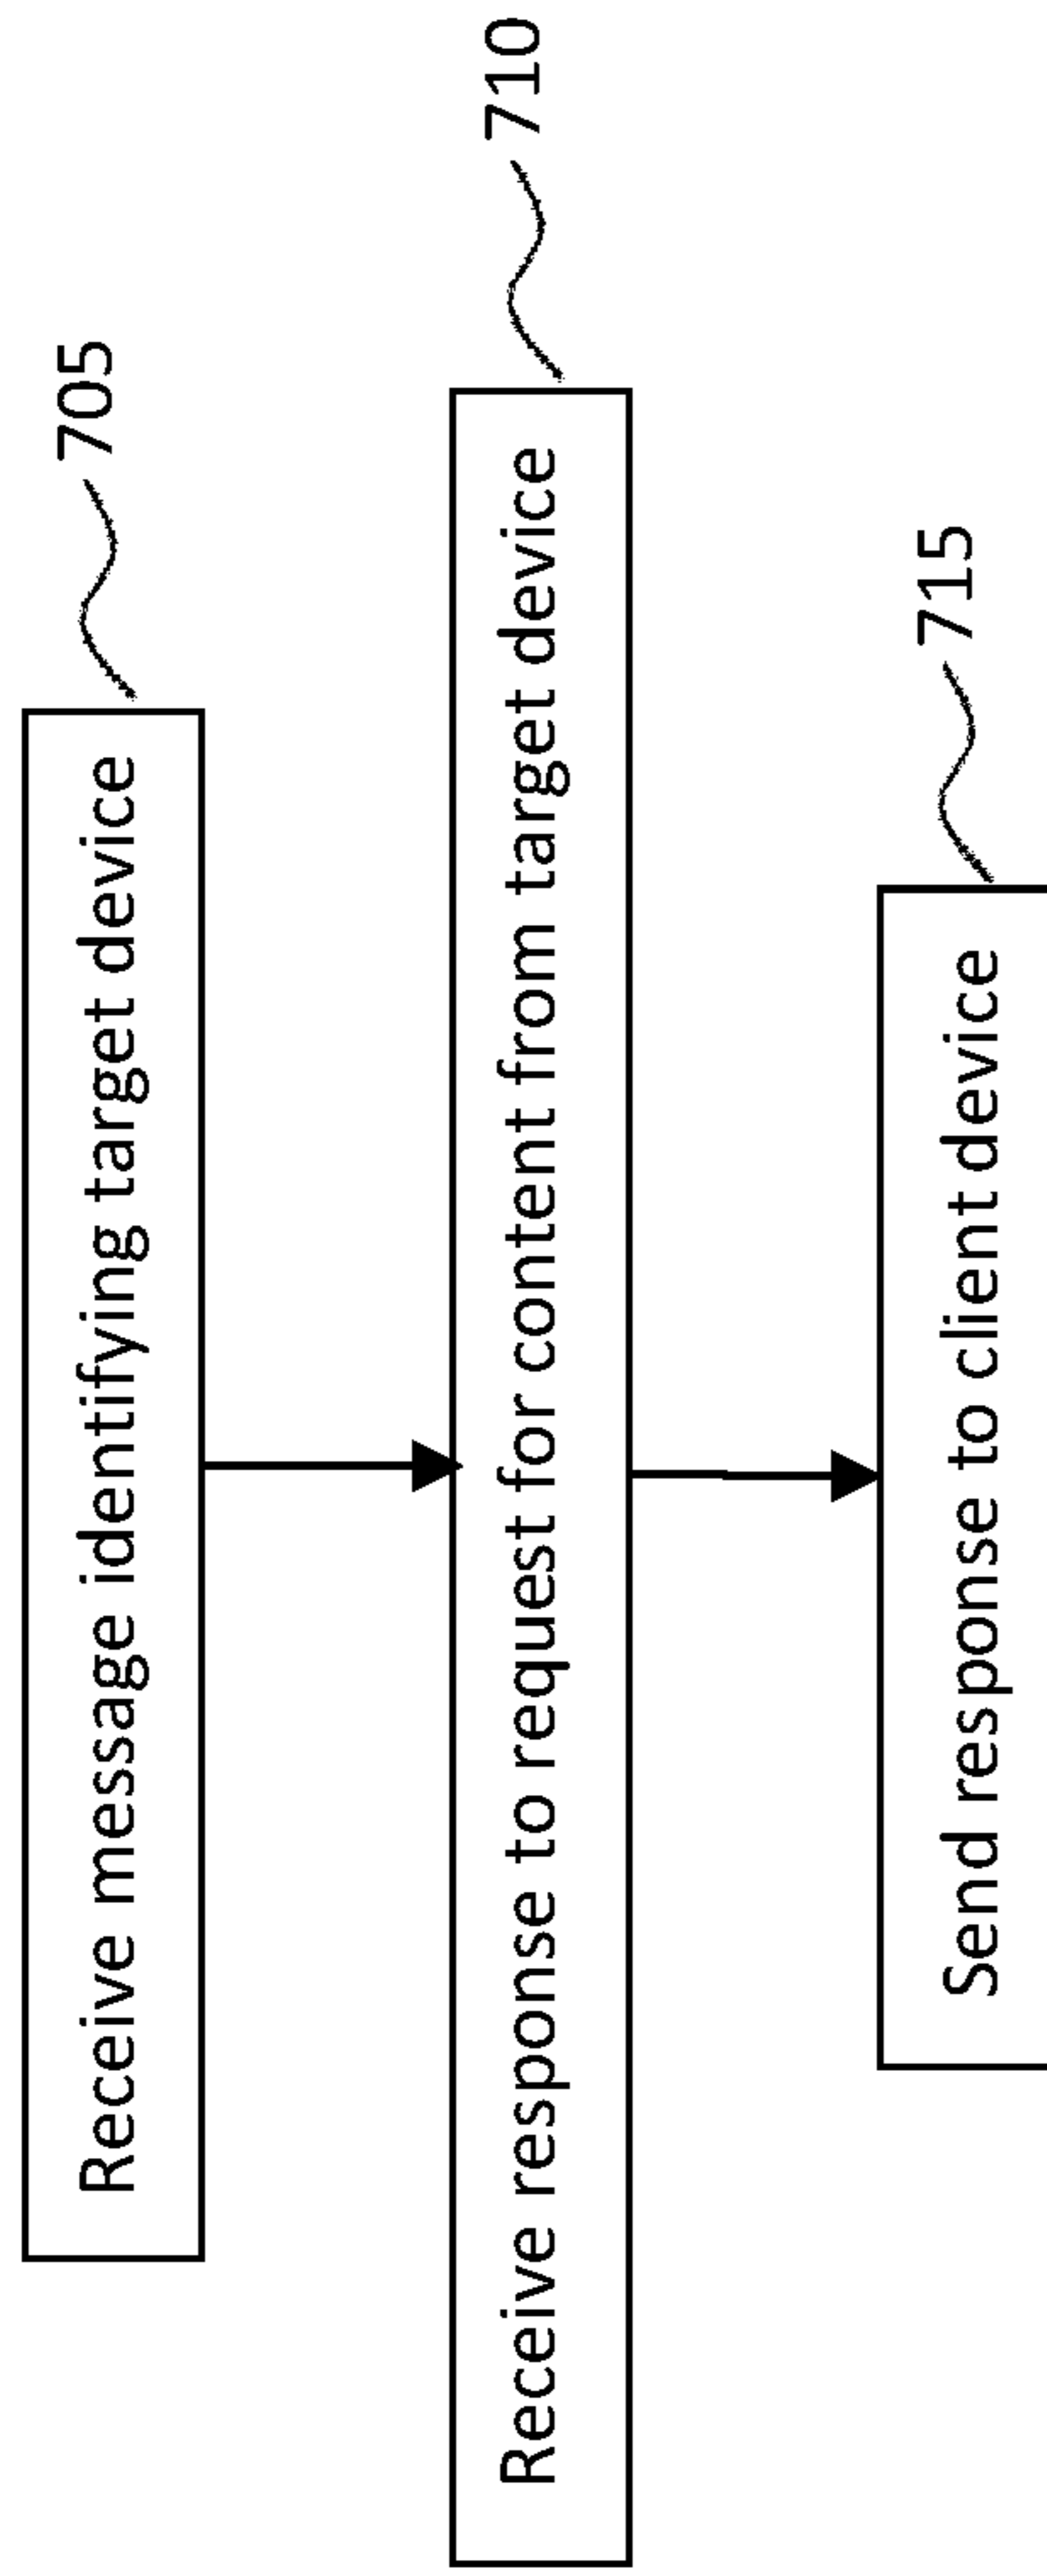 Receive message identifying target device
705
Receive response to request for content from target device
710
Send response to client device
715